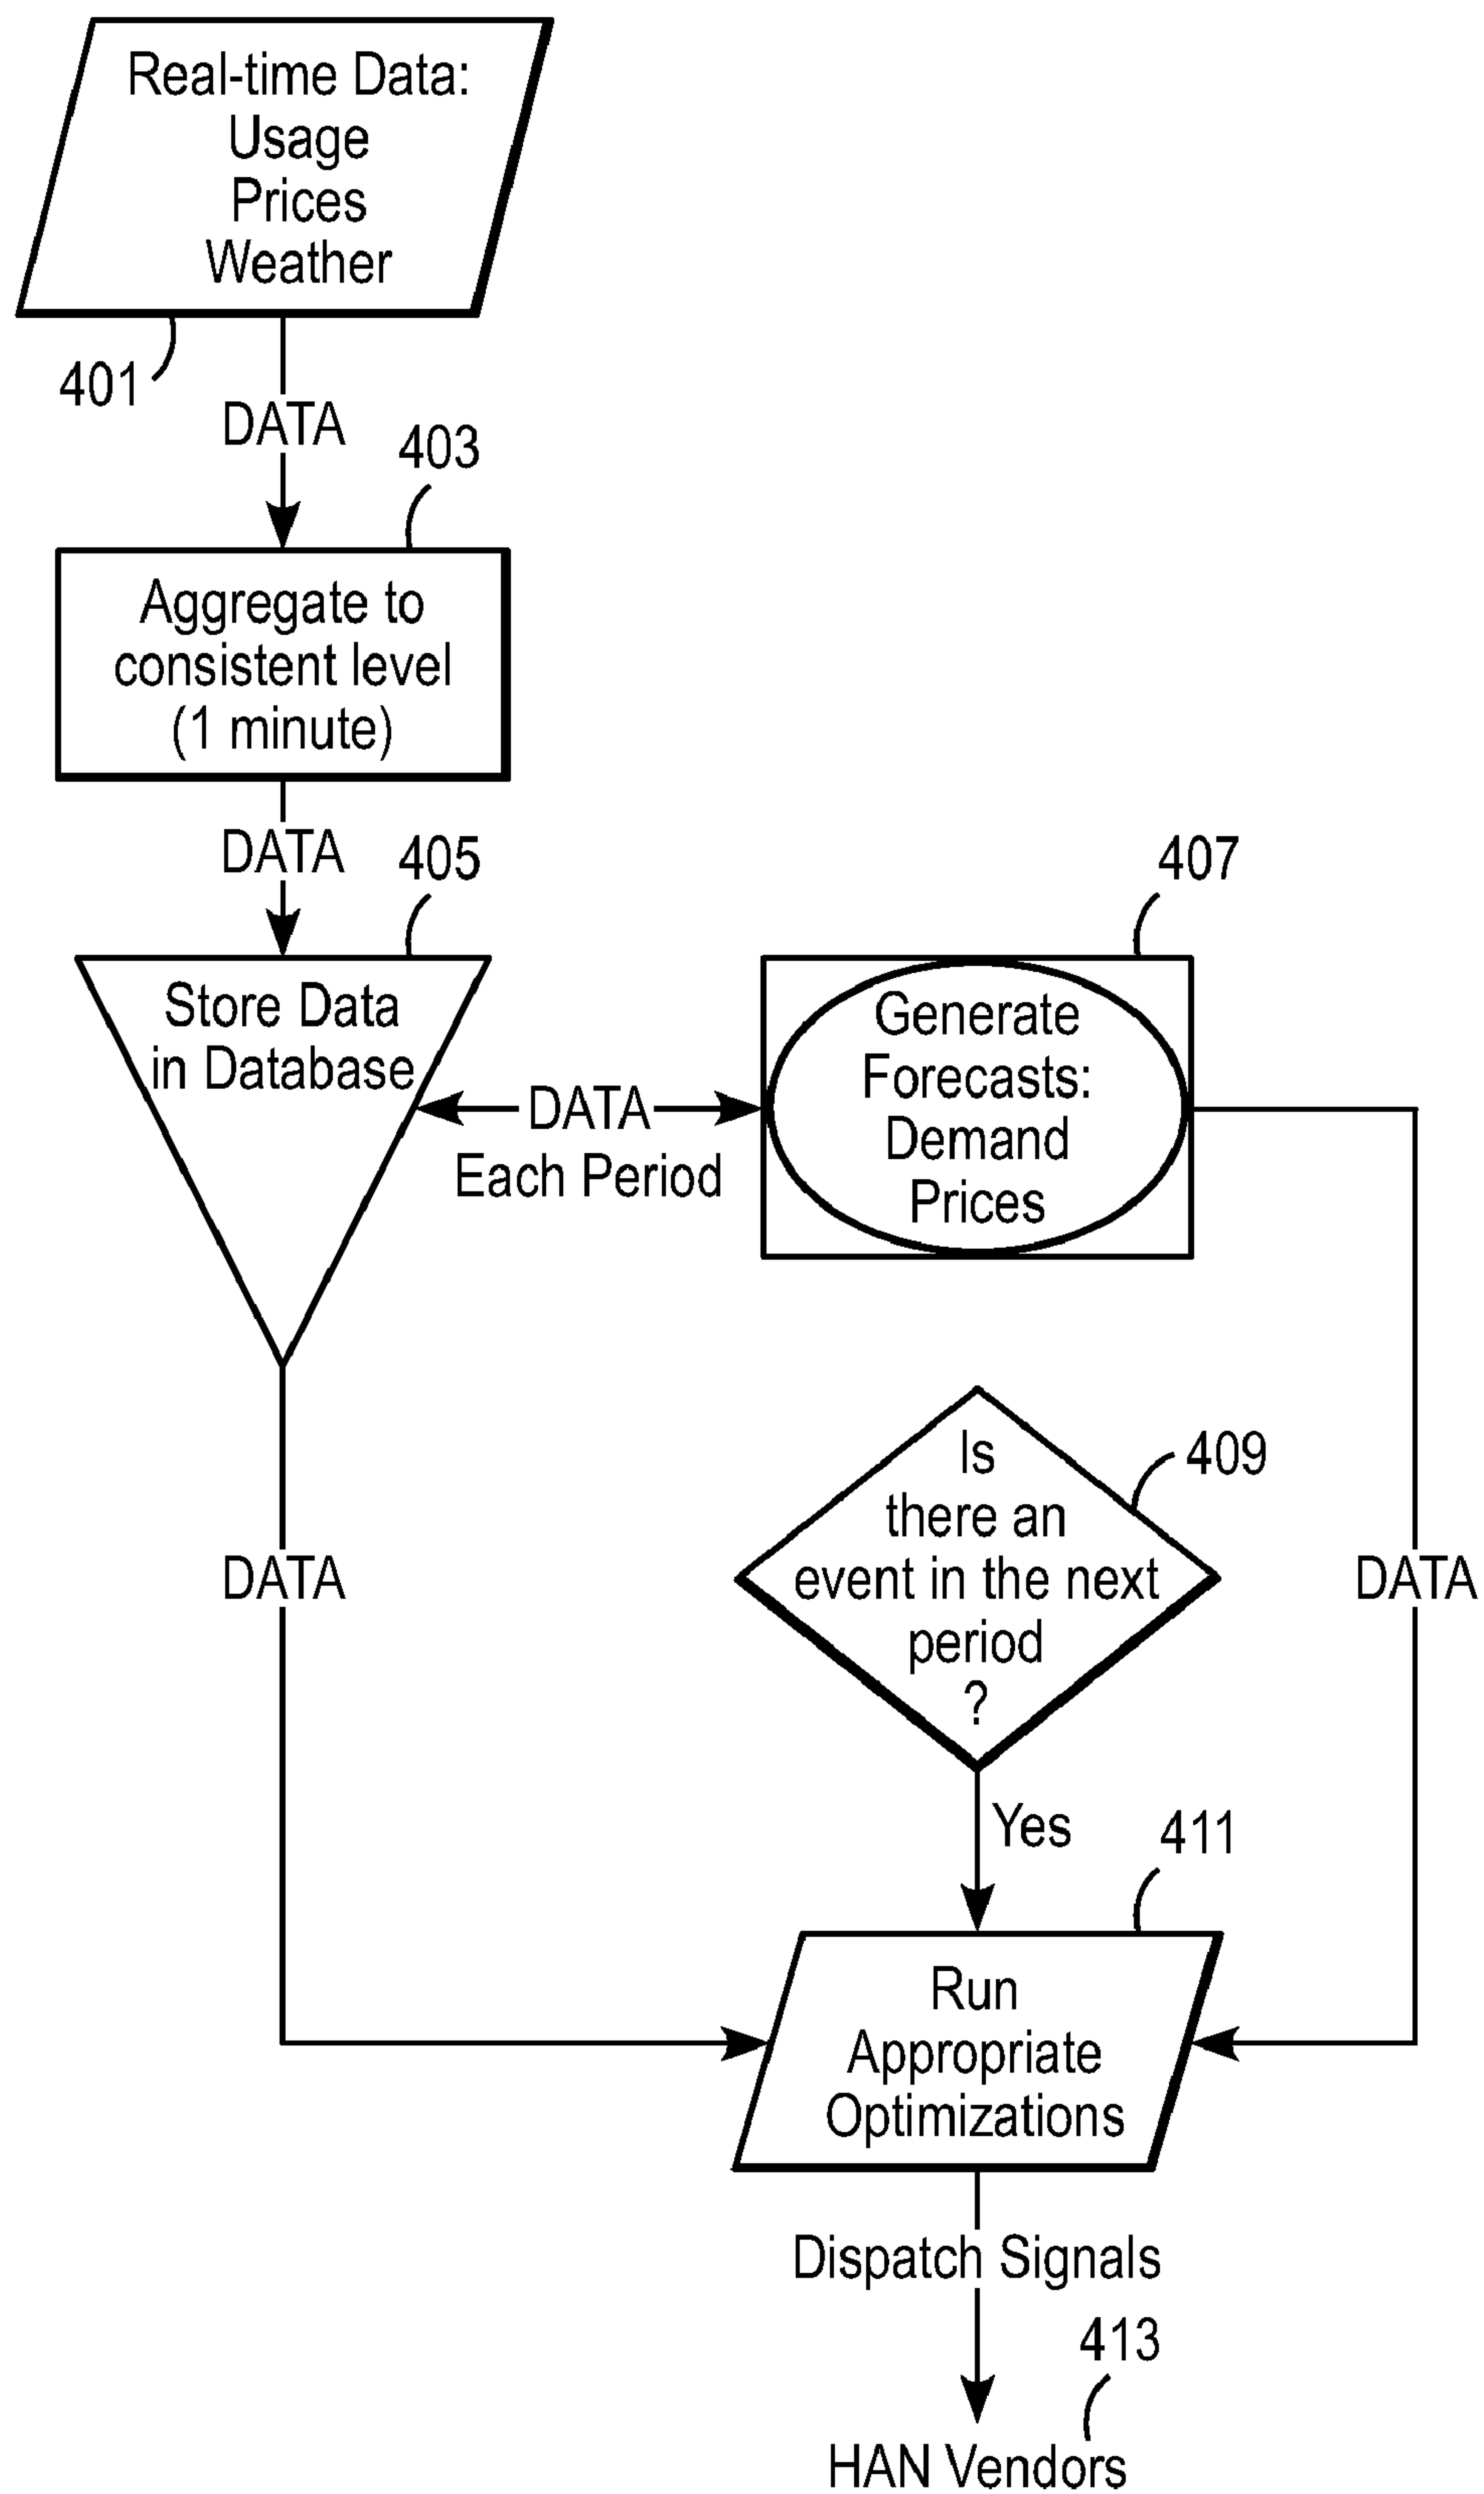 Real-time Data:
Usage
Prices
Weather
401
DATA
403
Aggregate to
consistent level
(1 minute)
DATA
405
407
Store Data
in Database
Generate
Forecasts:
Demand
Prices
DATA
Each Period
Is
there an
event in the next
period
?
409
DATA
DATA
Yes
411
Run
Appropriate
Optimizations
Dispatch Signals
413
HAN Vendors